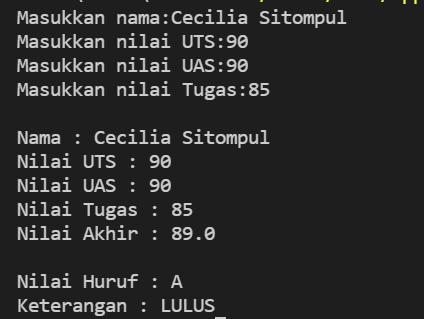 Masukkan nama:Cecilia Sitompul
Masukkan nilai UTS:90
Masukkan nilai UAS:90
Masukkan nilai Tugas:85
Nama : Cecilia Sitompul
Nilai UTS : 90
Nilai UAS : 90
Nilai Tugas : 85
Nilai Akhir : 89.0
Nilai Huruf : A
Keterangan : LULUS